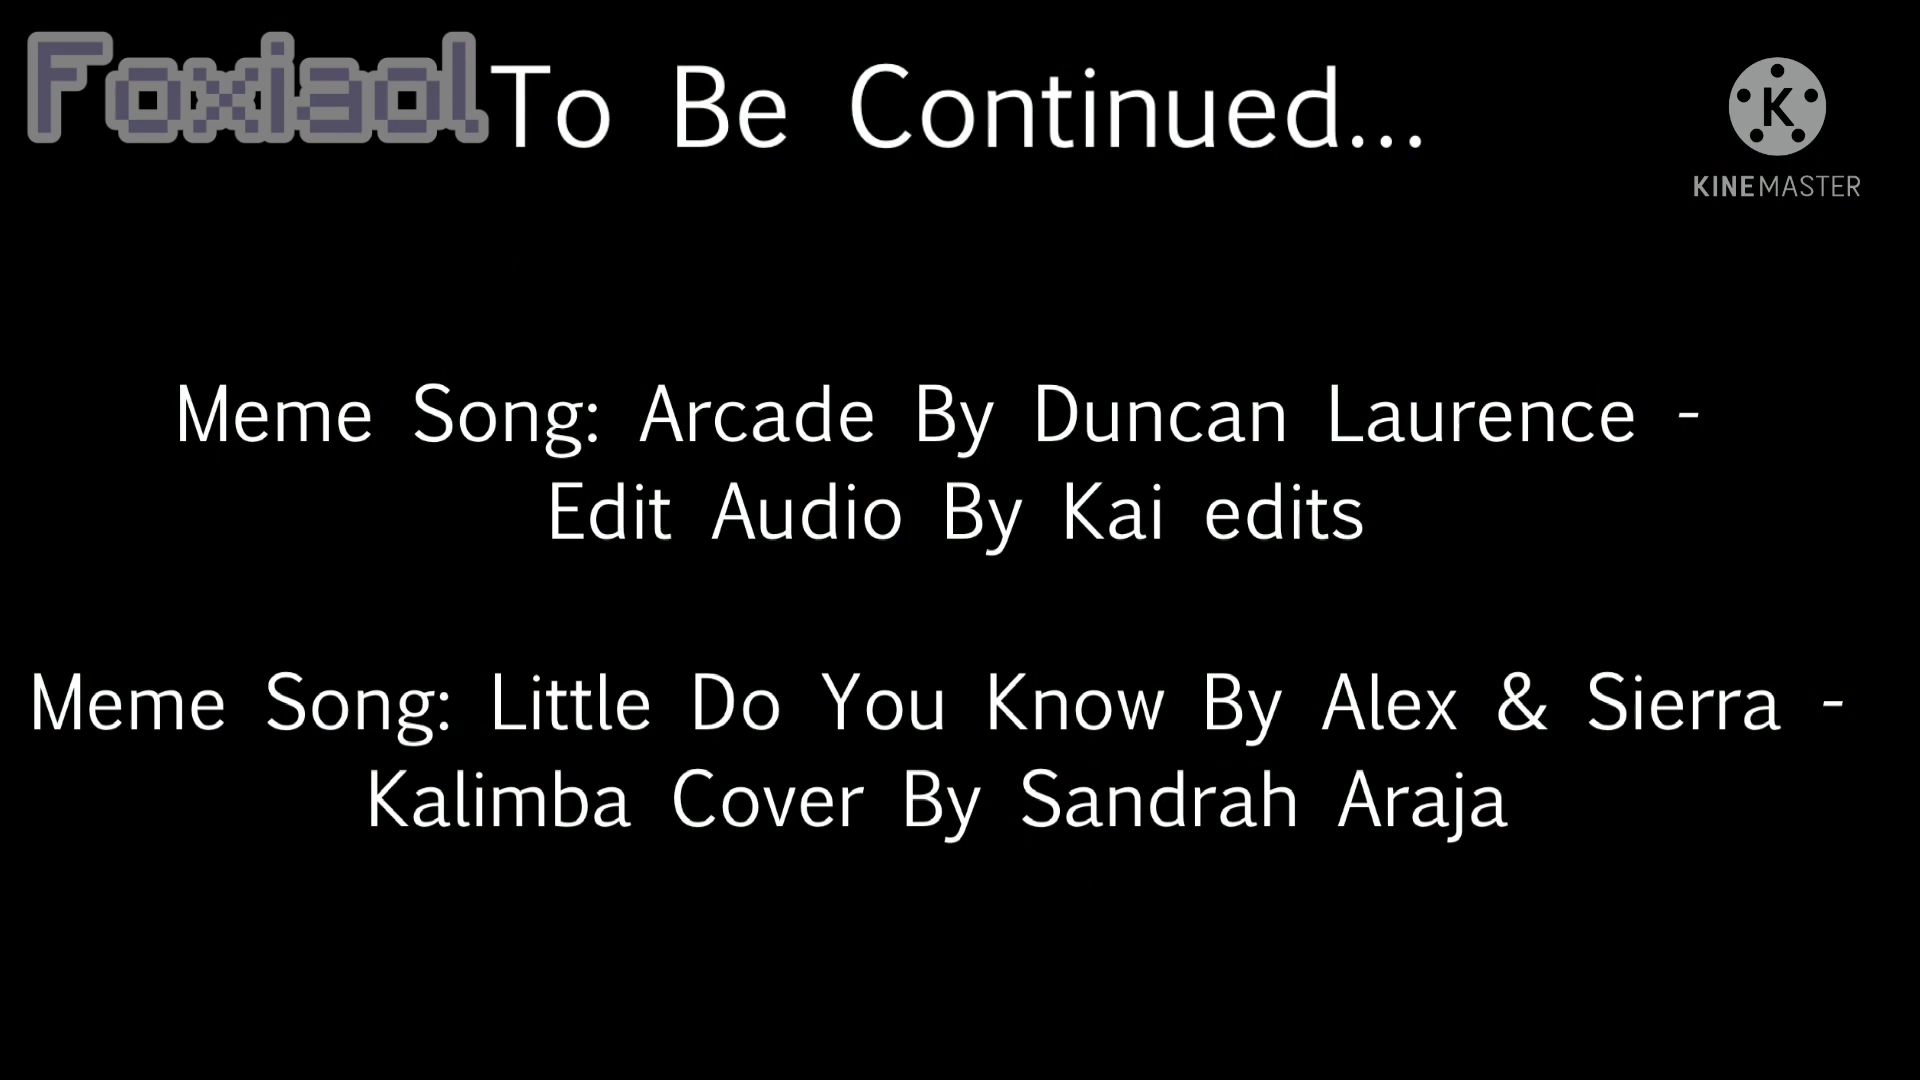 Foxiaol.
To Be Continued...
K
KINEMASTER
Meme Song: Arcade By Duncan Laurence -
Edit Audio By Kai edits
Meme Song: Little Do You Know By Alex & Sierra -
Kalimba Cover By Sandrah Araja